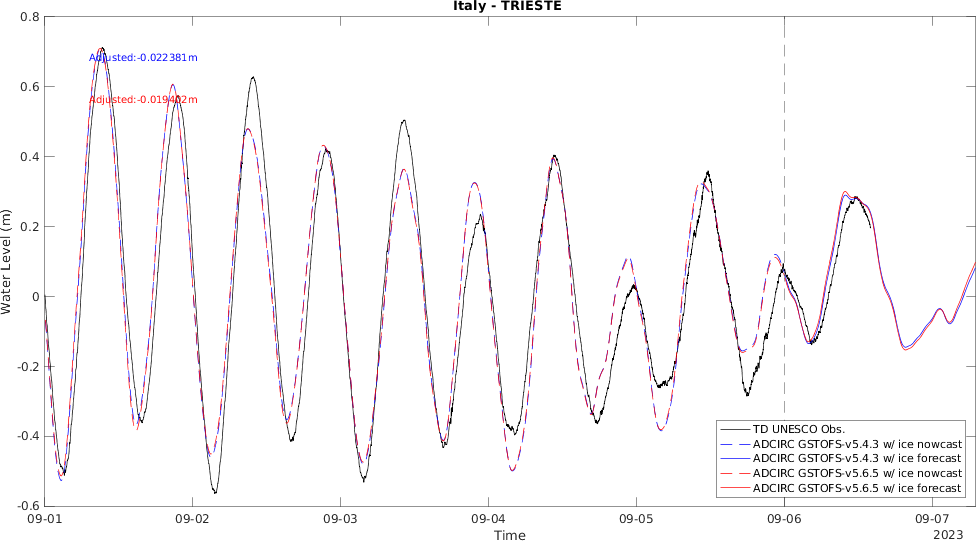 Italy - TRIESTE
Adjusted:-0.022381m
Adjusted:-0.019402m
0.8
0.6
0.4
0.2
0
-0.2
-0.4
-0.6
Water Level (m)
TD UNESCO Obs.
ADCIRC GSTOFS-v5.4.3 w/ ice nowcast
ADCIRC GSTOFS-v5.4.3 w/ ice forecast
ADCIRC GSTOFS-v5.6.5 w/ ice nowcast
ADCIRC GSTOFS-v5.6.5 w/ ice forecast
09-01 09-02 09-03 09-04 09-05 09-06 09-07
Time
2023